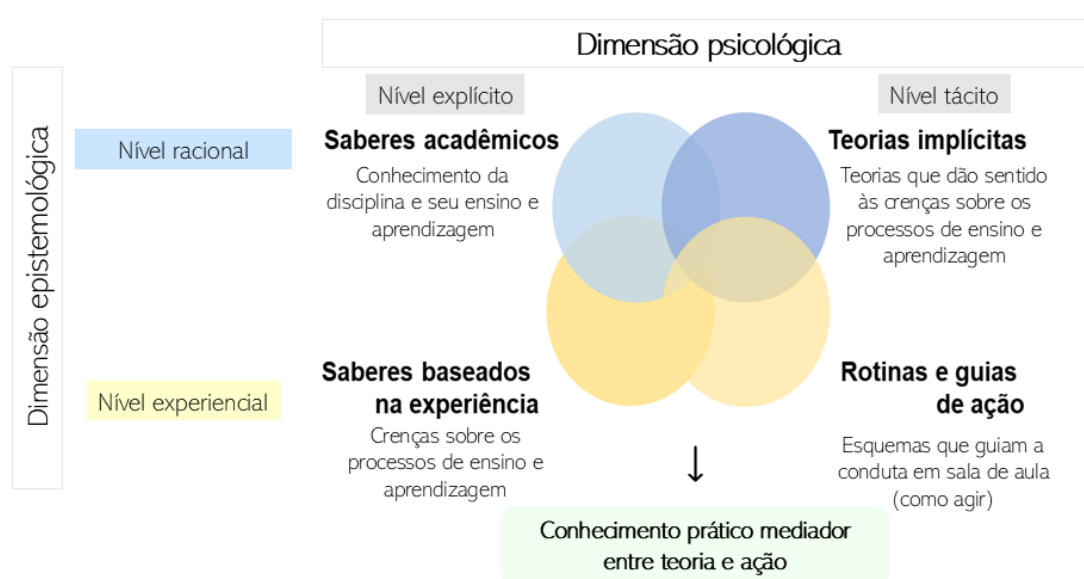 Dimensão psicológica
Nível explícito
Nível tácito
Dimensão epistemológica
Nível racional
Saberes acadêmicos
Conhecimento da
disciplina e seu ensino e
aprendizagem
Teorias implícitas
Teorias que dão sentido
às crenças sobre os
processos de ensino e
aprendizagem
Nível experiencial
Saberes baseados
na experiência
Crenças sobre os
processos de ensino e
aprendizagem
Rotinas e guias
de ação
Esquemas que guiam a
conduta em sala de aula
(como agir)
Conhecimento prático mediador
entre teoria e ação